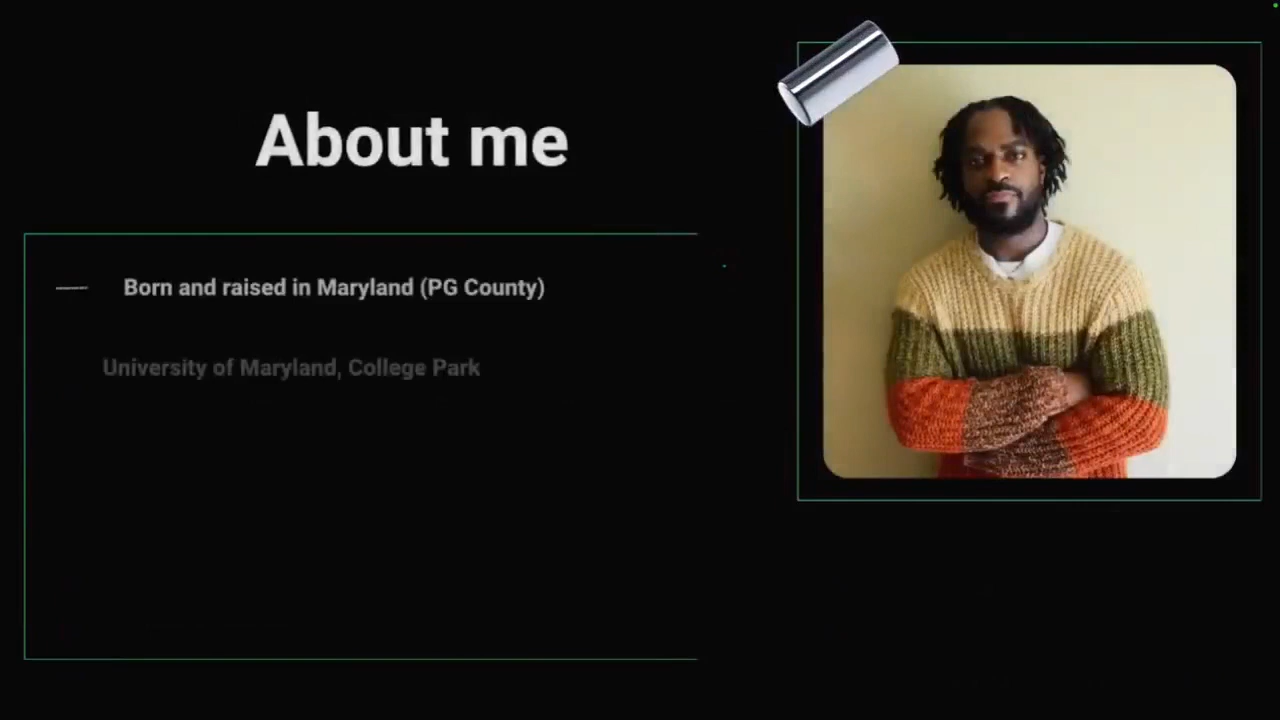 About me
Born and raised in Maryland (PG County)
University of Maryland, College Park